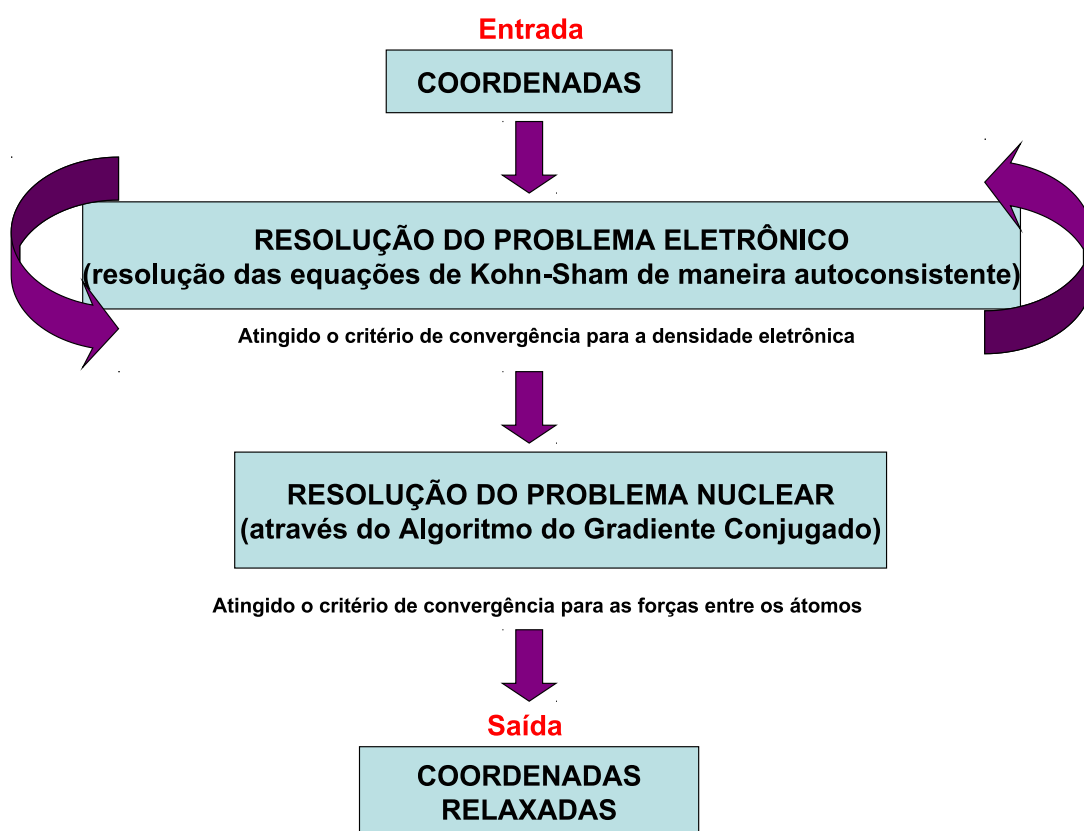 Entrada
COORDENADAS
RESOLUÇÃO DO PROBLEMA ELETRÔNICO
(resolução das equações de Kohn-Sham de maneira autoconsistente)
Atingido o critério de convergência para a densidade eletrônica
RESOLUÇÃO DO PROBLEMA NUCLEAR
(através do Algoritmo do Gradiente Conjugado)
Atingido o critério de convergência para as forças entre os átomos
Saída
COORDENADAS
RELAXADAS